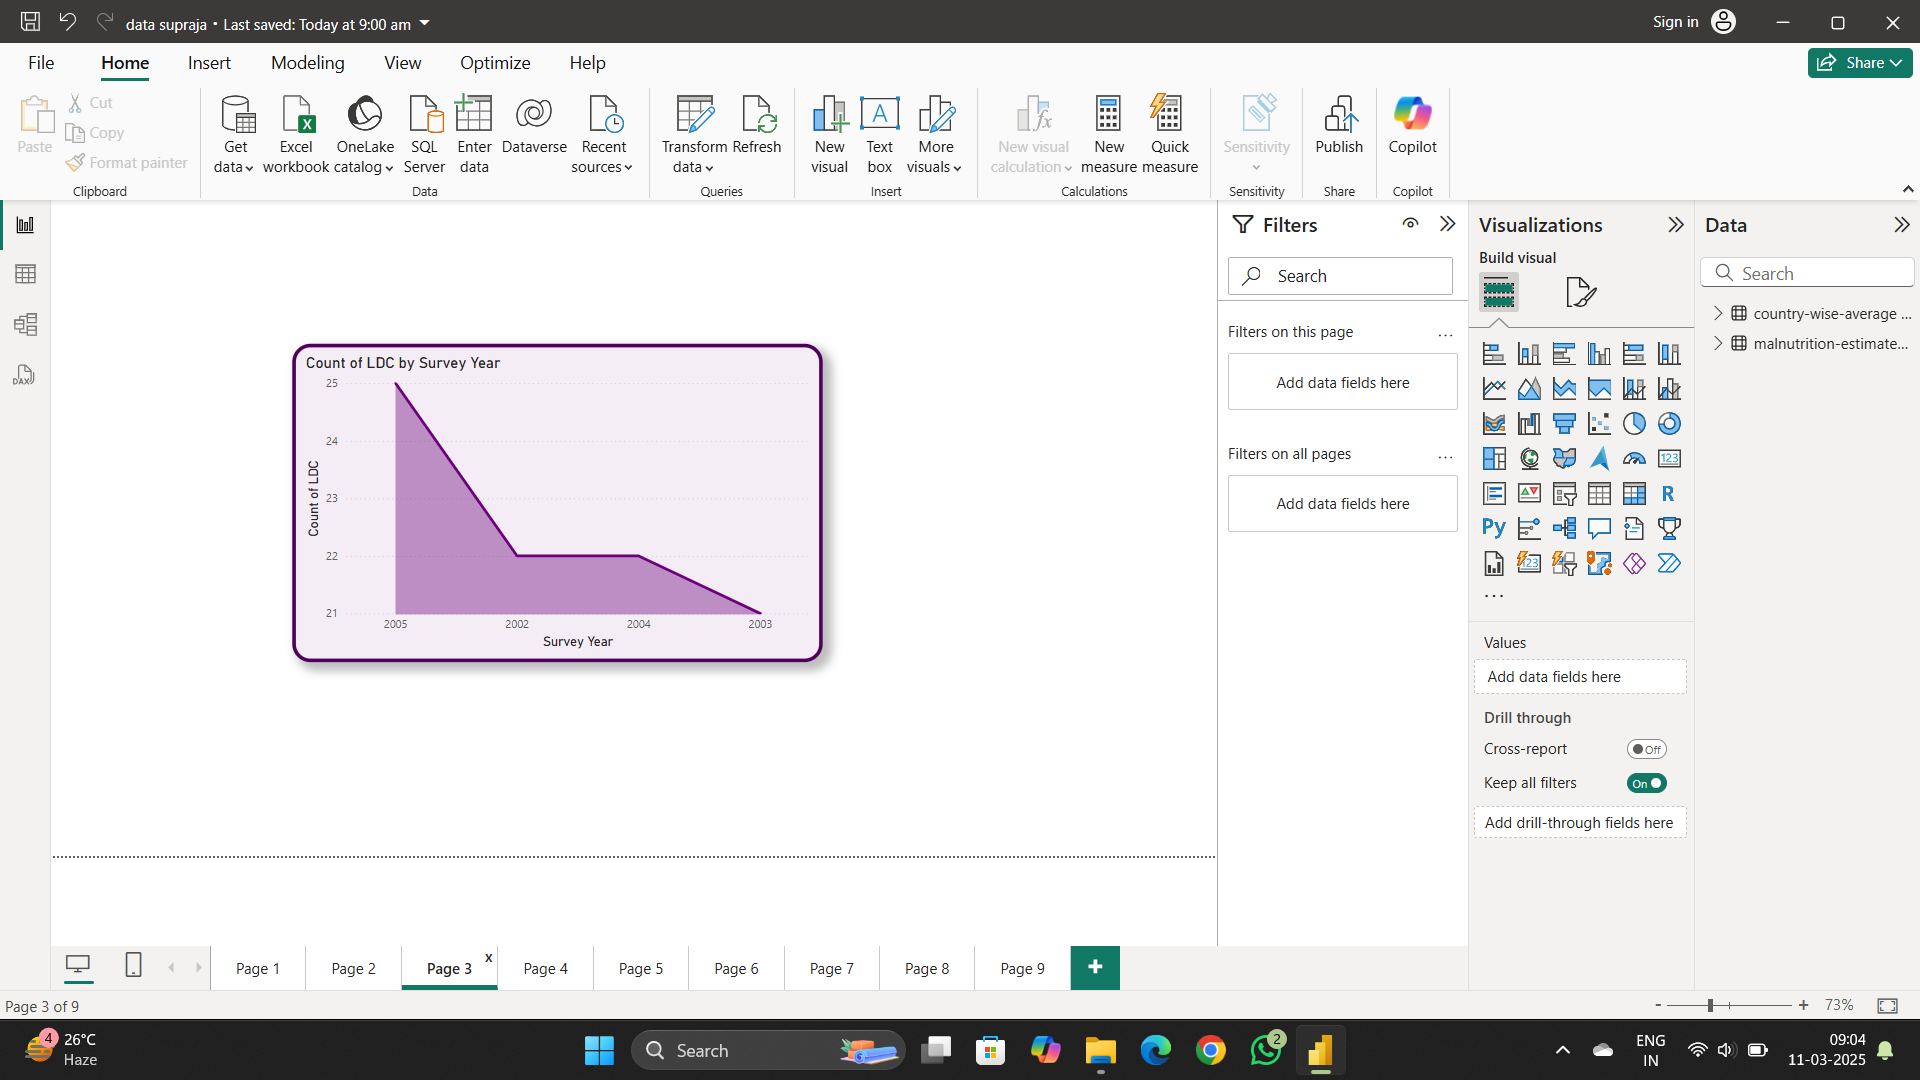 data supraja • Last saved: Today at 9:00 am
Sign in
File
Home
Insert
Modeling
View
Optimize
Help
Share
Paste
Cut
Copy
Format painter
Clipboard
Get data
Excel workbook
OneLake catalog
SQL Server
Enter data
Dataverse
Recent sources
Data
Transform data
Refresh
Queries
New visual
Text box
More visuals
Insert
New visual calculation
New measure
Quick measure
Calculations
Sensitivity
Sensitivity
Publish
Share
Copilot
Copilot
Count of LDC by Survey Year
25
24
23
22
21
Count of LDC
2005
2002
2004
2003
Survey Year
Filters
Search
Filters on this page
...
Add data fields here
Filters on all pages
...
Add data fields here
Visualizations
Build visual
123
R
Py
123
...
Values
Add data fields here
Drill through
Cross-report
Off
Keep all filters
On
Add drill-through fields here
Data
Search
country-wise-average ...
malnutrition-estimate...
DAX
Page 1
Page 2
Page 3
x
Page 4
Page 5
Page 6
Page 7
Page 8
Page 9
+
Page 3 of 9
- + 73%
4
26°C
Haze
Search
2
ENG
IN
09:04
11-03-2025